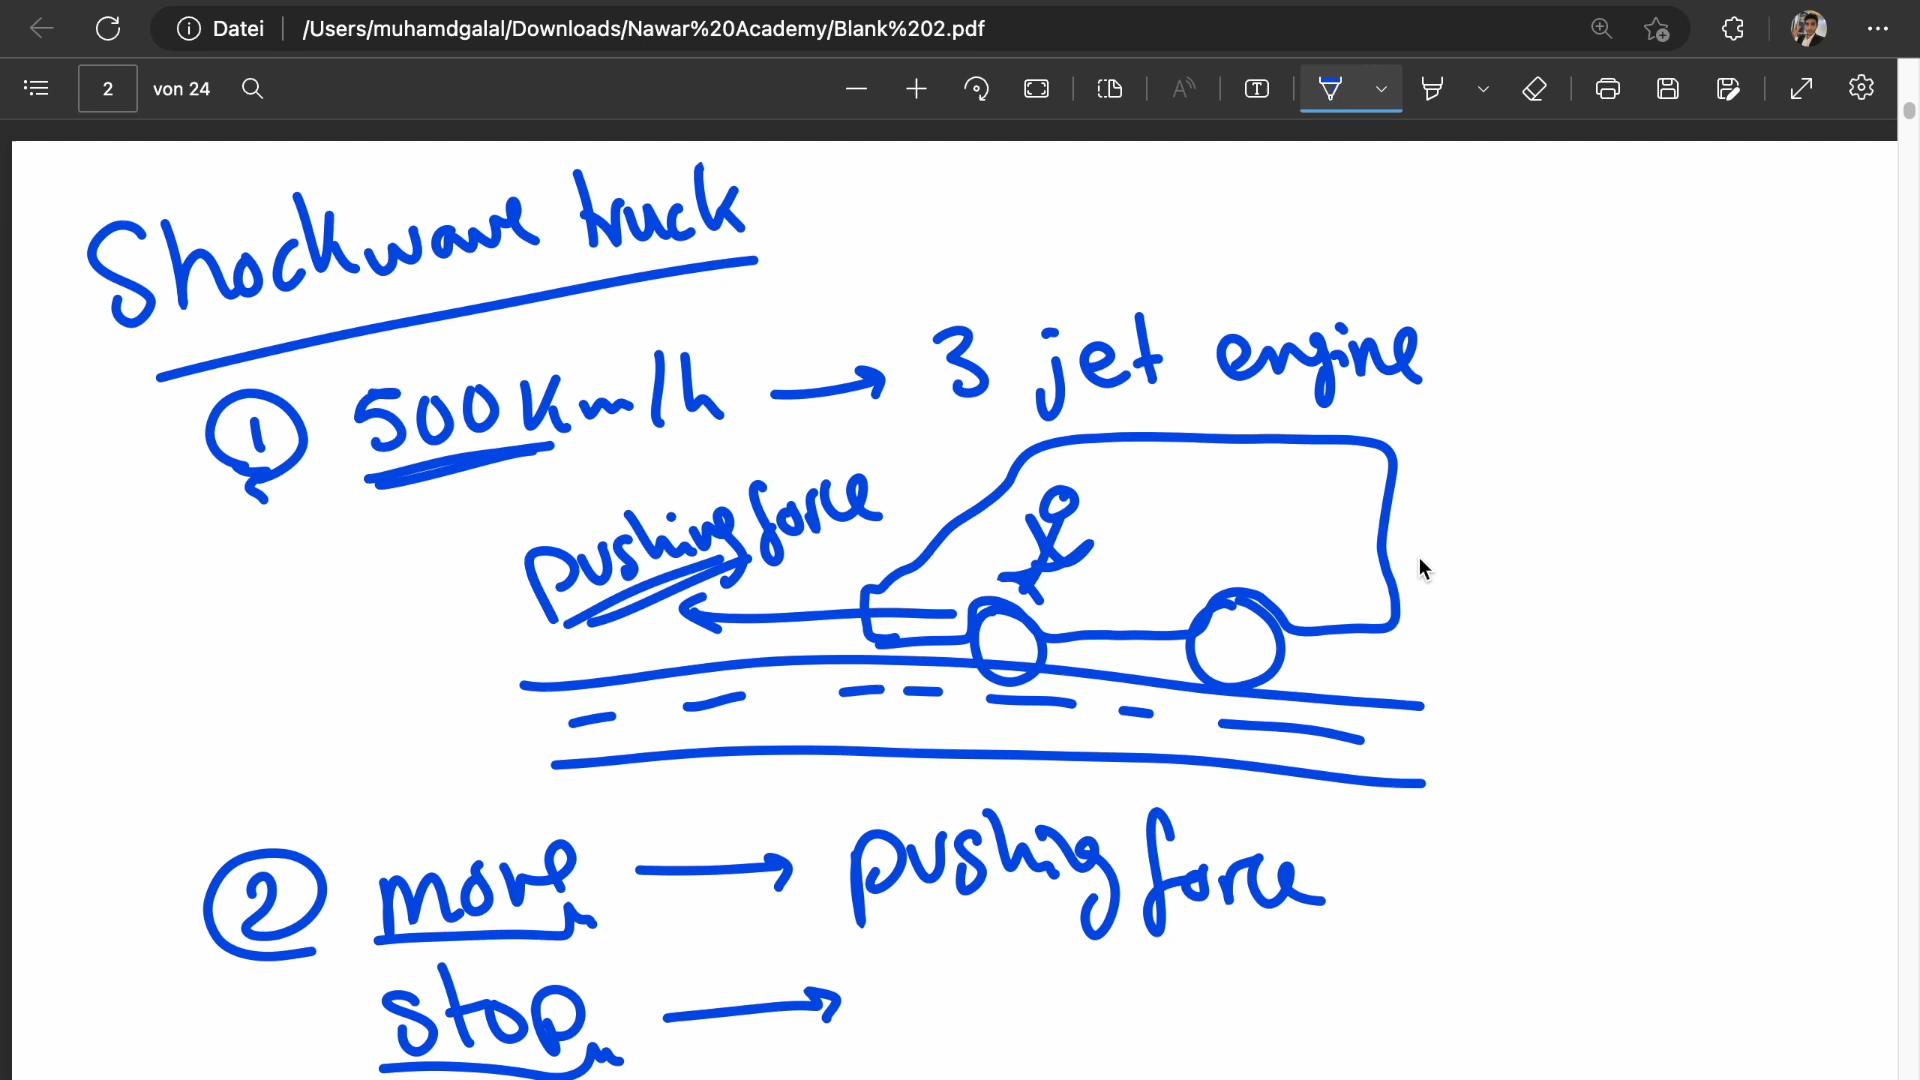 Datei /Users/muhamdgalal/Downloads/Nawar%20Academy/Blank%202.pdf
2 von 24
Shockwave truck
① 500 Km/h → 3 jet engine
pushing force
② move → pushing force
stop →